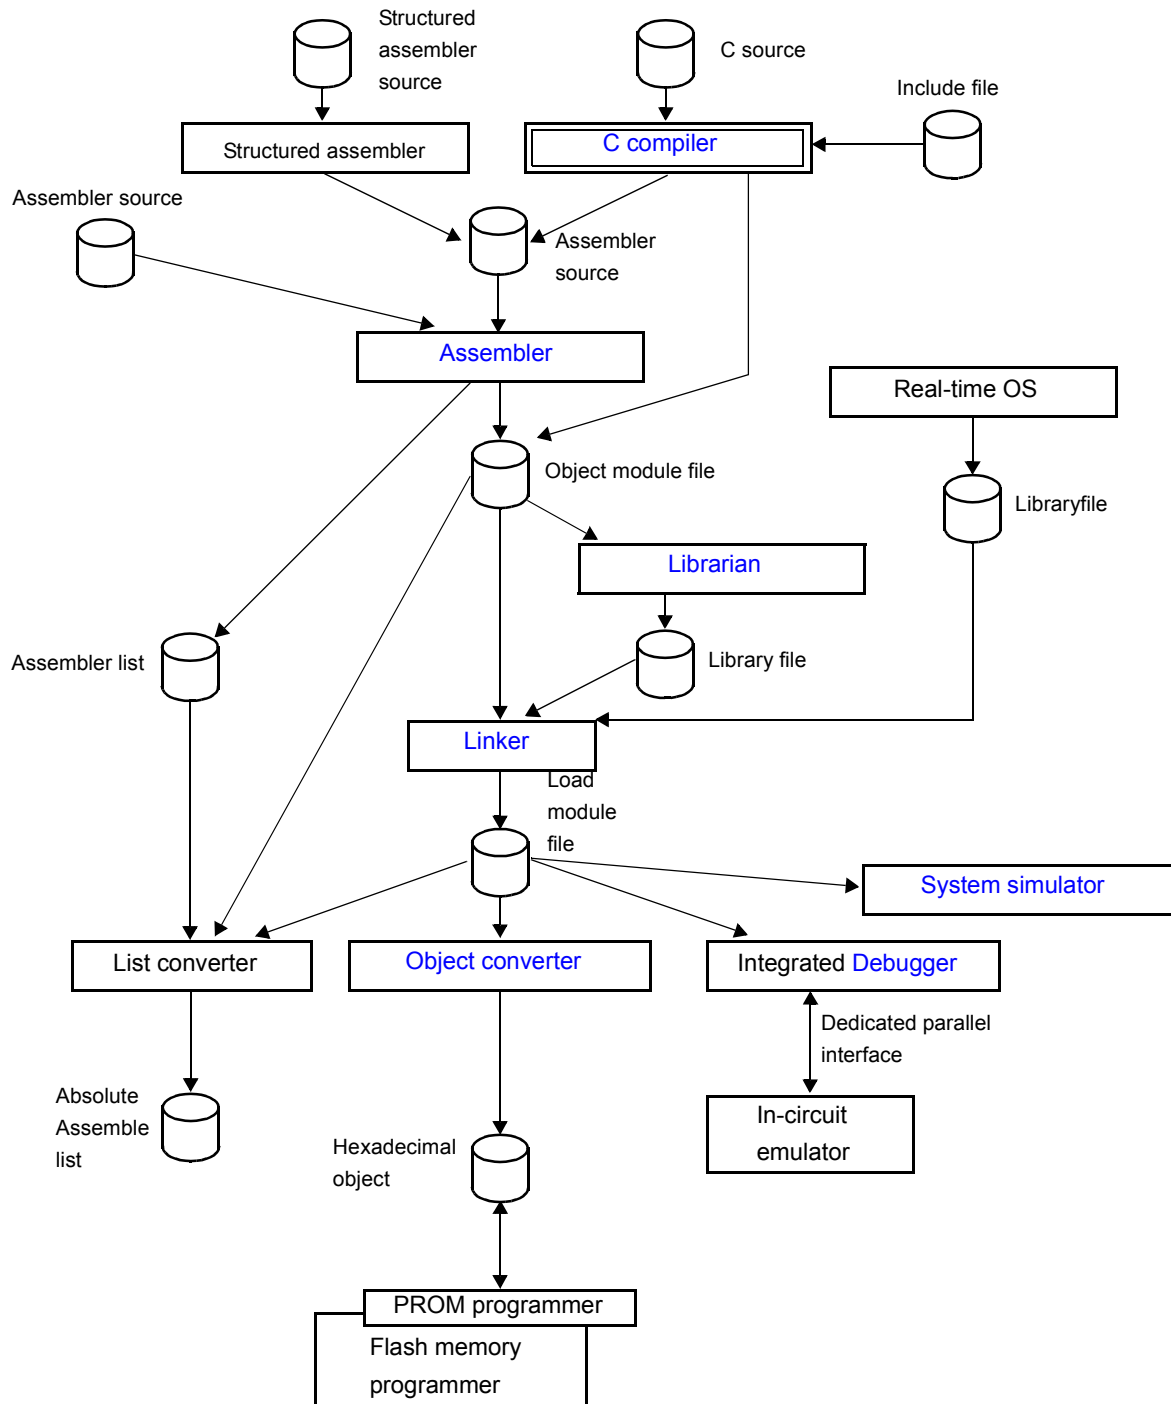 Structured
assembler
source
C source
Include file
Structured assembler
C compiler
Assembler source
Assembler
source
Assembler
Real-time OS
Object module file
Libraryfile
Librarian
Assembler list
Library file
Linker
Load
module
file
System simulator
List converter
Object converter
Integrated Debugger
Dedicated parallel
interface
Absolute
Assemble
list
In-circuit
emulator
Hexadecimal
object
PROM programmer
Flash memory
programmer